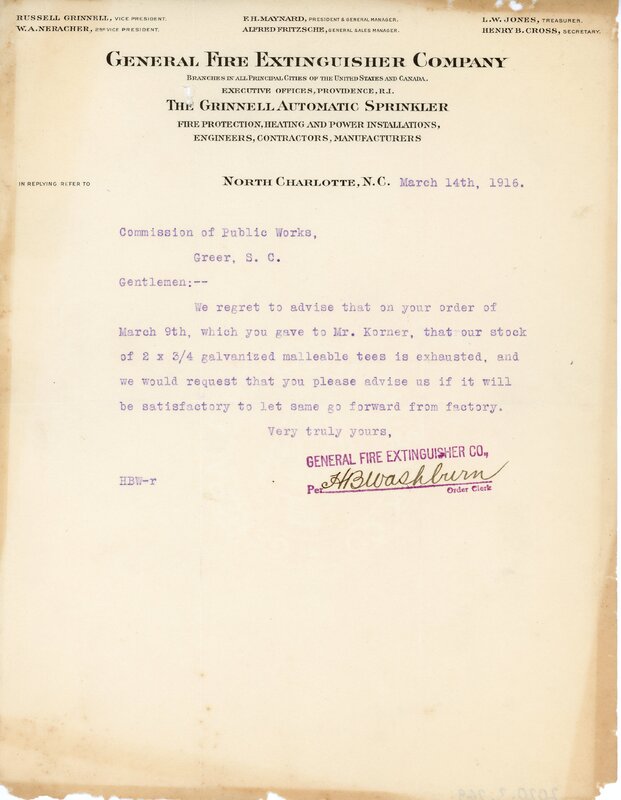 RUSSELL GRINNELL, VICE PRESIDENT.
W.A. NERACHER, 2ND VICE PRESIDENT.
F.H. MAYNARD, PRESIDENT & GENERAL MANAGER.
ALFRED FRITZSCHE, GENERAL SALES MANAGER.
L.W. JONES, TREASURER.
HENRY B. CROSS, SECRETARY.
GENERAL FIRE EXTINGUISHER COMPANY
BRANCHES IN ALL PRINCIPAL CITIES OF THE UNITED STATES AND CANADA.
EXECUTIVE OFFICES, PROVIDENCE, R.I.
THE GRINNELL AUTOMATIC SPRINKLER
FIRE PROTECTION, HEATING AND POWER INSTALLATIONS,
ENGINEERS, CONTRACTORS, MANUFACTURERS
IN REPLYING REFER TO
NORTH CHARLOTTE, N.C. March 14th, 1916.
Commission of Public Works,
Greer, S. C.
Gentlemen:--
We regret to advise that on your order of
March 9th, which you gave to Mr. Korner, that our stock
of 2 x 3/4 galvanized malleable tees is exhausted, and
we would request that you please advise us if it will
be satisfactory to let same go forward from factory.
Very truly yours,
GENERAL FIRE EXTINGUISHER CO.,
Per HBWashburn
Order Clerk
HBW-r